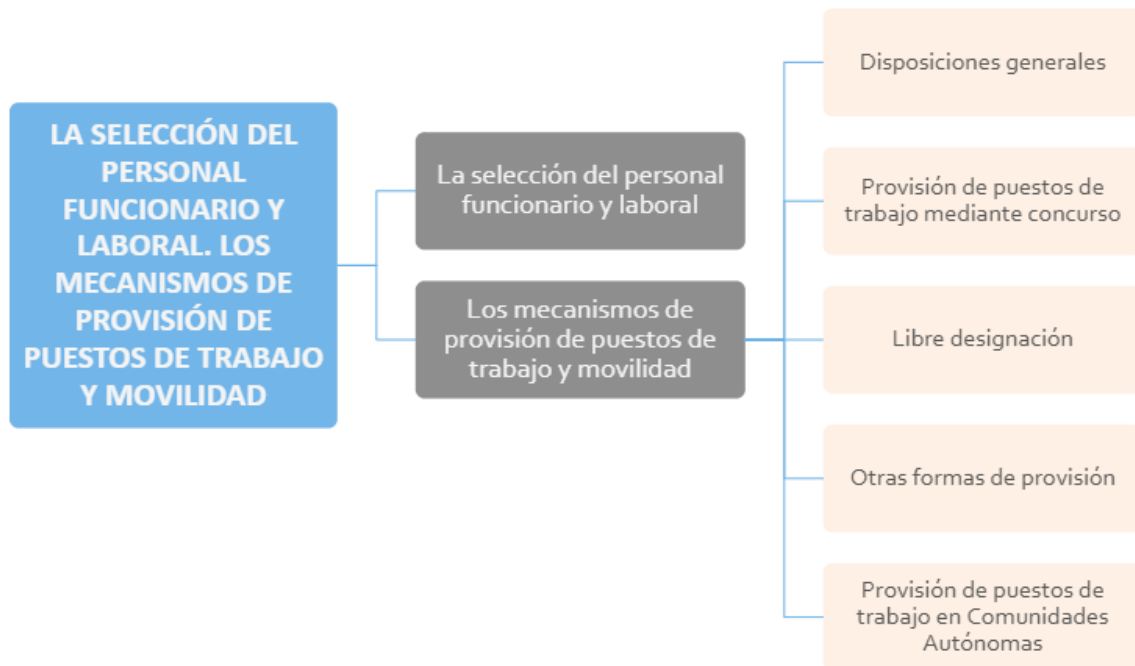 LA SELECCIÓN DEL
PERSONAL
FUNCIONARIO Y
LABORAL. LOS
MECANISMOS DE
PROVISIÓN DE
PUESTOS DE TRABAJO
Y MOVILIDAD
La selección del personal
funcionario y laboral
Los mecanismos de
provisión de puestos de
trabajo y movilidad
Disposiciones generales
Provisión de puestos de
trabajo mediante concurso
Libre designación
Otras formas de provisión
Provisión de puestos de
trabajo en Comunidades
Autónomas